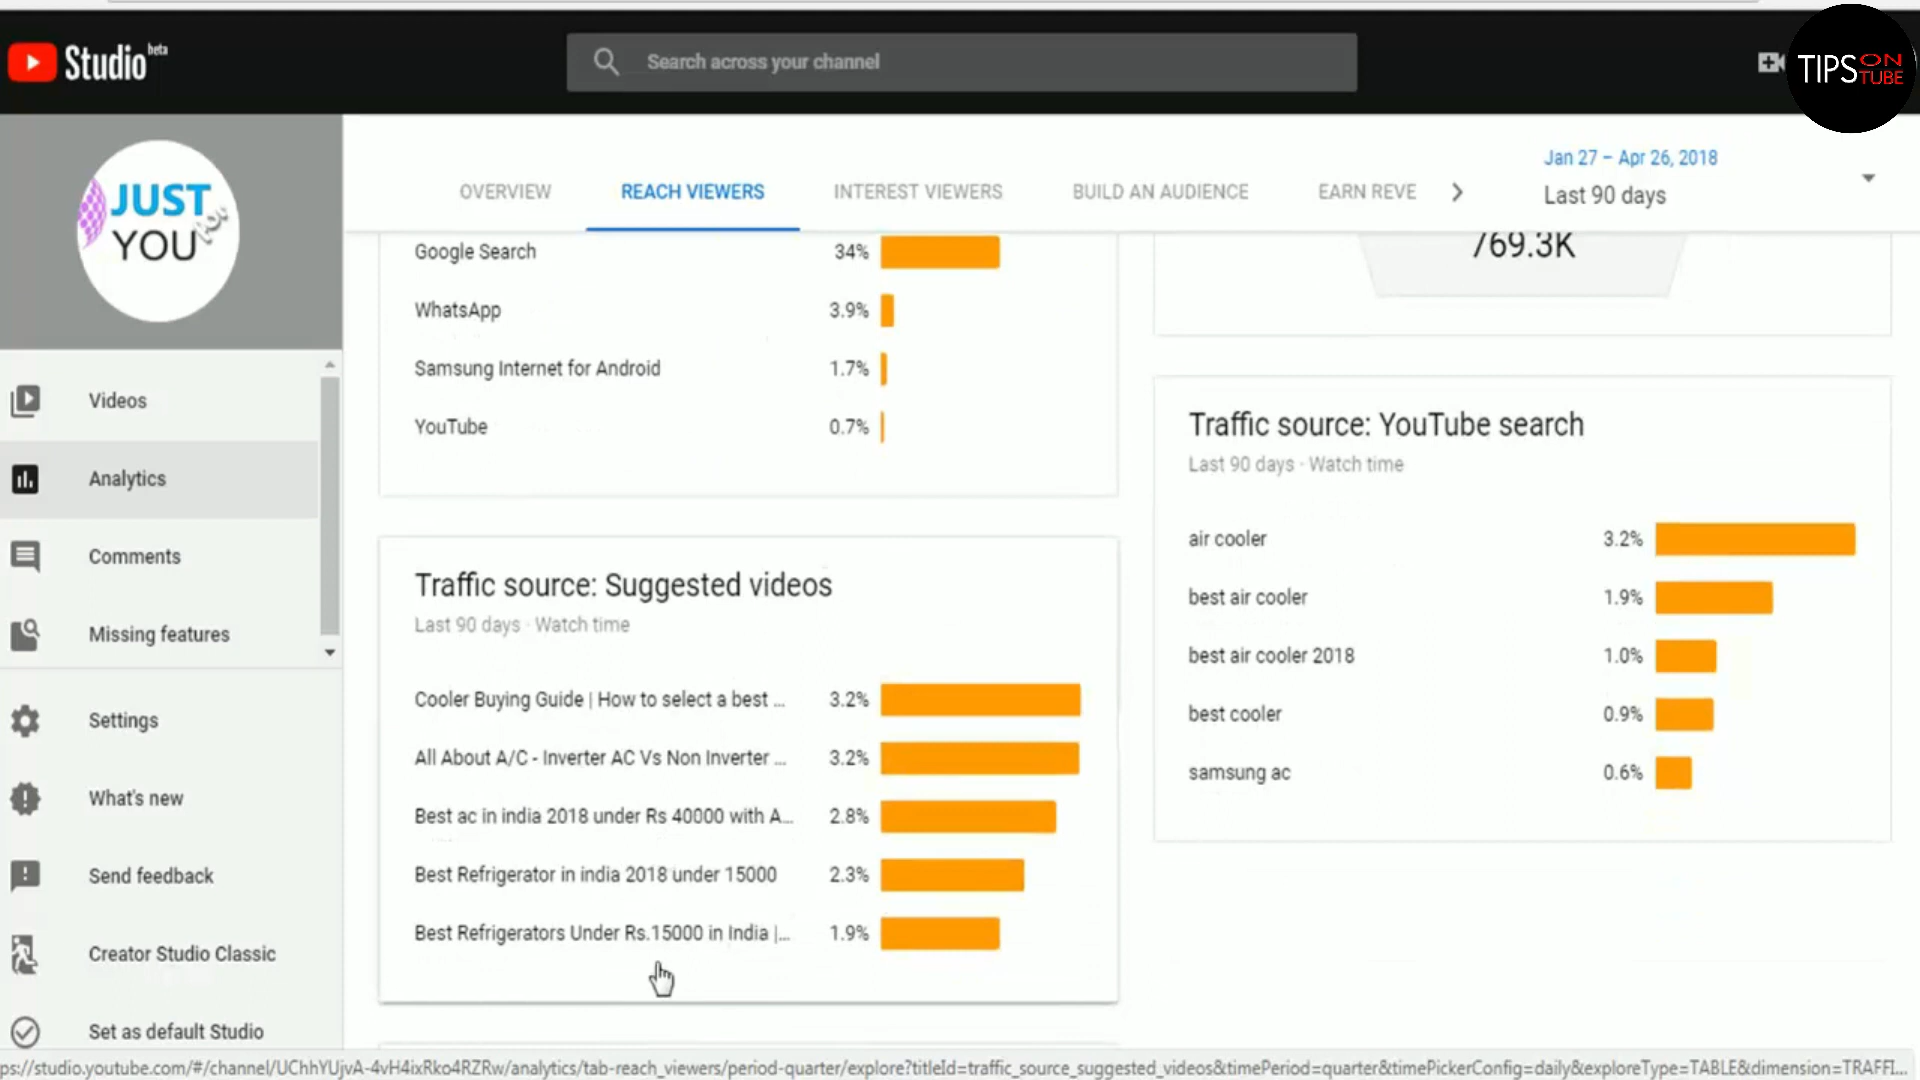 Studio beta
Search across your channel
TIPS ON TUBE
JUST
YOU
Videos
Analytics
Comments
Missing features
Settings
What's new
Send feedback
Creator Studio Classic
Set as default Studio
OVERVIEW
REACH VIEWERS
INTEREST VIEWERS
BUILD AN AUDIENCE
EARN REVE
Jan 27 – Apr 26, 2018
Last 90 days
Google Search 34%
WhatsApp 3.9%
Samsung Internet for Android 1.7%
YouTube 0.7%
769.3K
Traffic source: Suggested videos
Last 90 days · Watch time
Cooler Buying Guide | How to select a best ... 3.2%
All About A/C - Inverter AC Vs Non Inverter ... 3.2%
Best ac in india 2018 under Rs 40000 with A... 2.8%
Best Refrigerator in india 2018 under 15000 2.3%
Best Refrigerators Under Rs.15000 in India |... 1.9%
Traffic source: YouTube search
Last 90 days · Watch time
air cooler 3.2%
best air cooler 1.9%
best air cooler 2018 1.0%
best cooler 0.9%
samsung ac 0.6%
ps://studio.youtube.com/#/channel/UChhYUjvA-4vH4ixRko4RZRw/analytics/tab-reach_viewers/period-quarter/explore?titleId=traffic_source_suggested_videos&timePeriod=quarter&timePickerConfig=daily&exploreType=TABLE&dimension=TRAFFI...